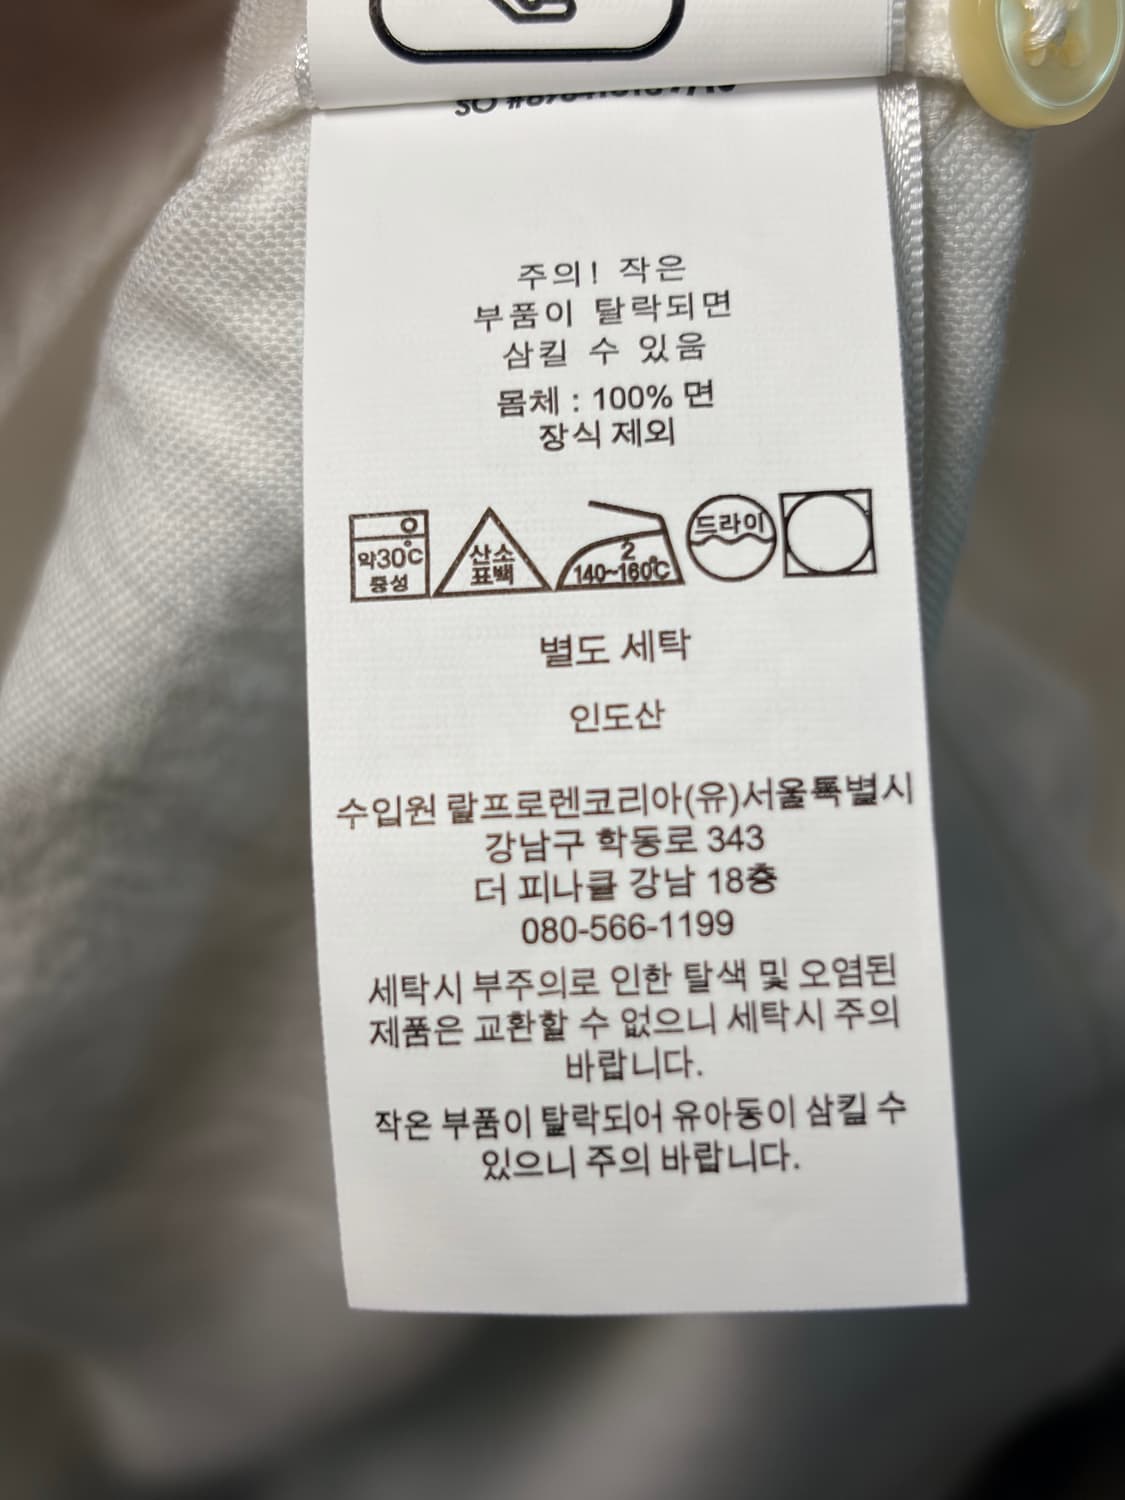 주의! 작은
부품이 탈락되면
삼킬 수 있음
몸체 : 100% 면
장식 제외
약30℃
중성
산소
표백
2
140~160℃
드라이
별도 세탁
인도산
수입원 랄프로렌코리아(유)서울특별시
강남구 학동로 343
더 피나클 강남 18층
080-566-1199
세탁시 부주의로 인한 탈색 및 오염된
제품은 교환할 수 없으니 세탁시 주의
바랍니다.
작은 부품이 탈락되어 유아동이 삼킬 수
있으니 주의 바랍니다.